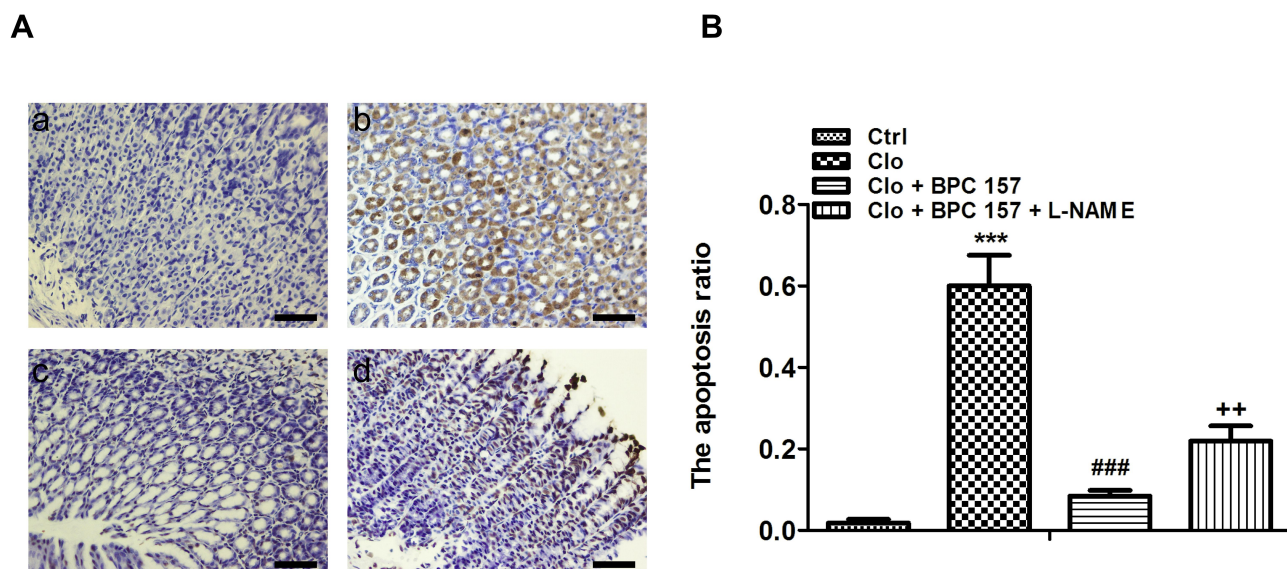 A
B
a
b
c
d
Ctrl
Clo
Clo + BPC 157
Clo + BPC 157 + L-NAME
The apoptosis ratio
0.8
0.6
0.4
0.2
0.0
***
###
++